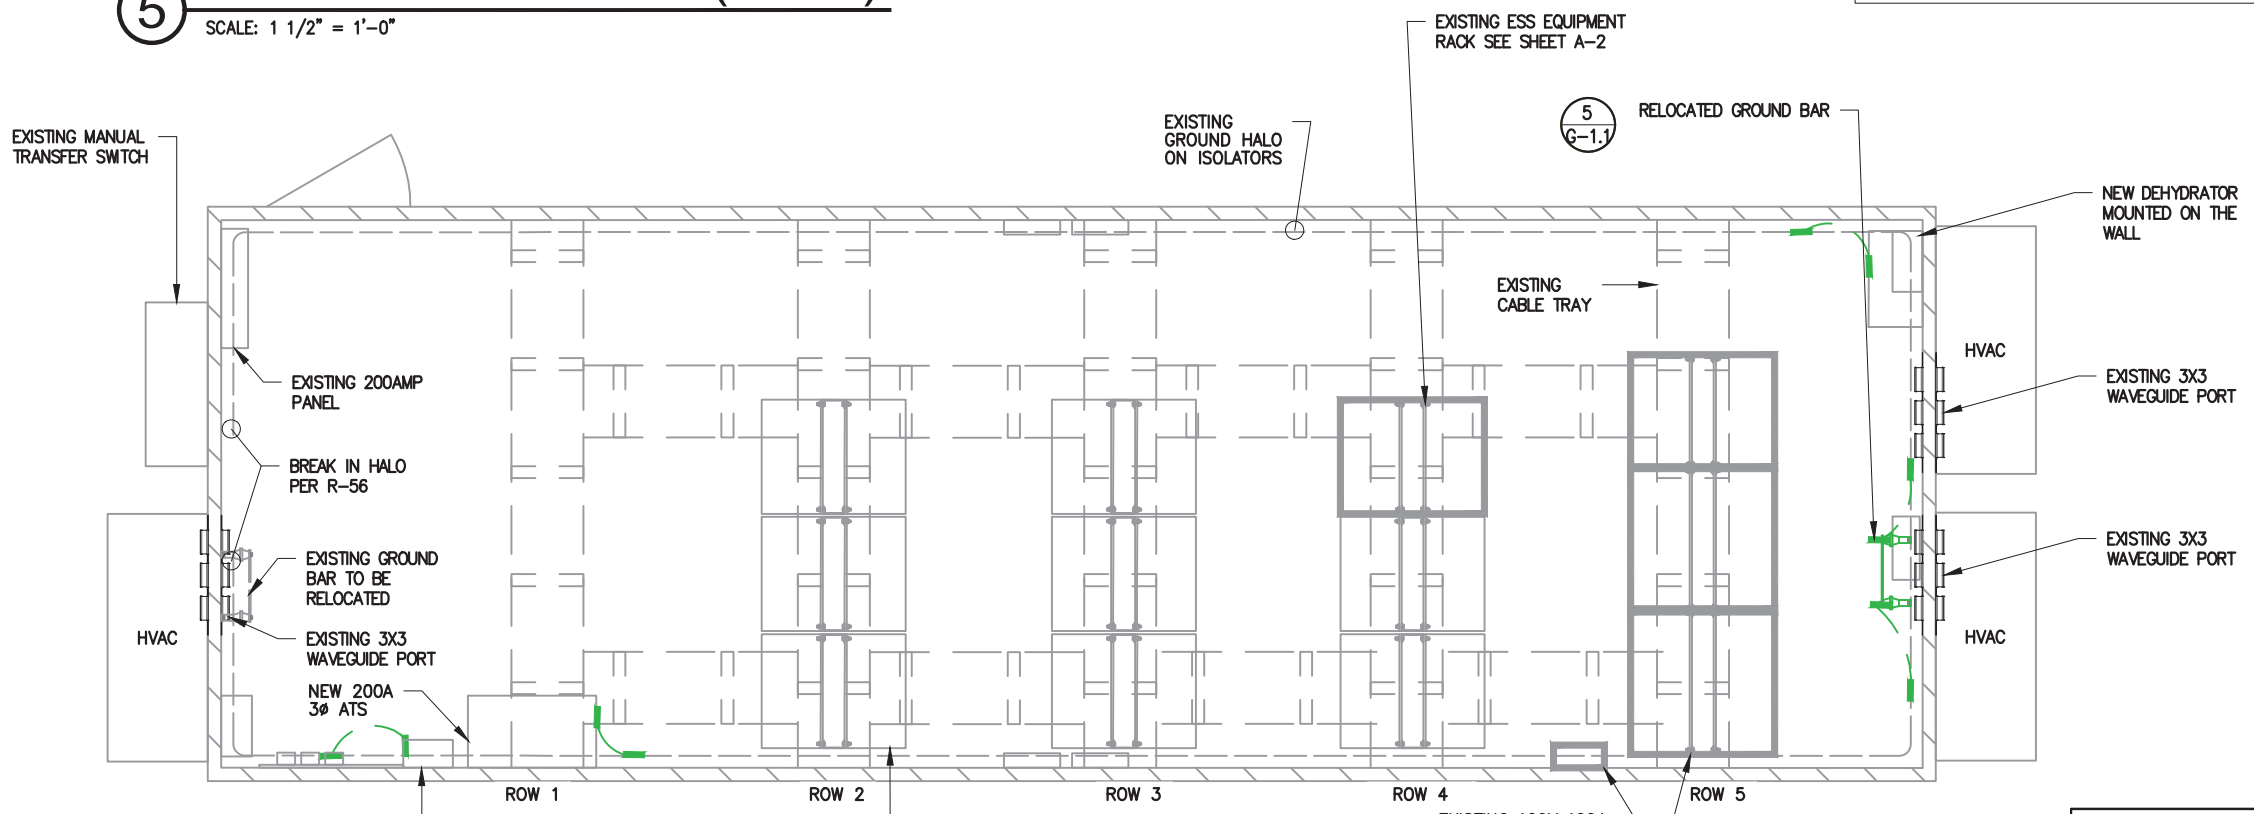 5
SCALE: 1 1/2" = 1'-0"
EXISTING ESS EQUIPMENT
RACK SEE SHEET A-2
EXISTING
GROUND HALO
ON ISOLATORS
5
G-1.1
RELOCATED GROUND BAR
EXISTING MANUAL
TRANSFER SWITCH
NEW DEHYDRATOR
MOUNTED ON THE
WALL
EXISTING
CABLE TRAY
HVAC
EXISTING 200AMP
PANEL
EXISTING 3X3
WAVEGUIDE PORT
BREAK IN HALO
PER R-56
EXISTING GROUND
BAR TO BE
RELOCATED
EXISTING 3X3
WAVEGUIDE PORT
HVAC
EXISTING 3X3
WAVEGUIDE PORT
HVAC
NEW 200A
3ø ATS
ROW 1
ROW 2
ROW 3
ROW 4
ROW 5